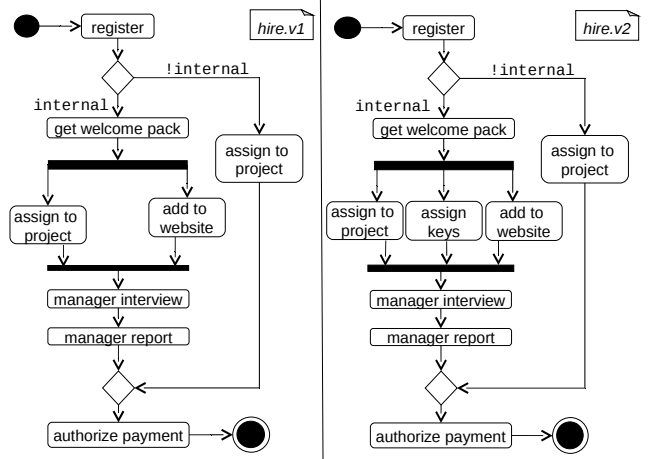 register
hire.v1
!internal
internal
get welcome pack
assign to
project
assign to
project
add to
website
manager interview
manager report
authorize payment
register
hire.v2
!internal
internal
get welcome pack
assign to
project
assign to
project
assign
keys
add to
website
manager interview
manager report
authorize payment